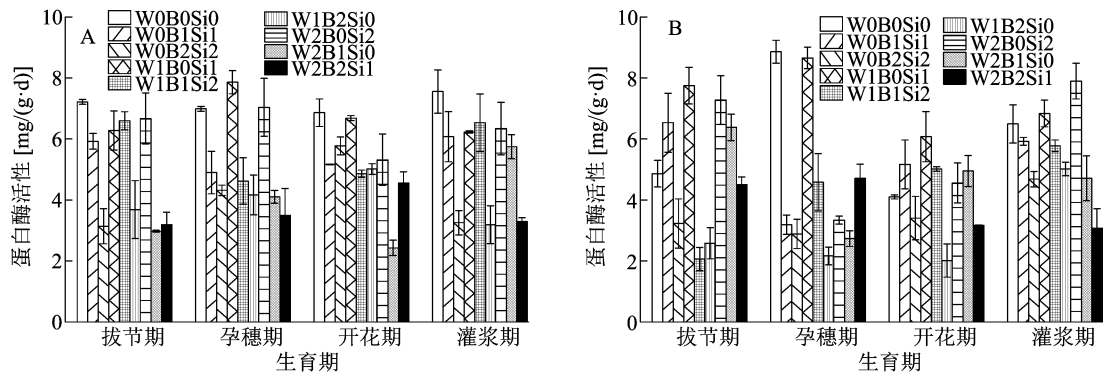 A
W0B0Si0
W0B1Si1
W0B2Si2
W1B0Si1
W1B1Si2
W1B2Si0
W2B0Si2
W2B1Si0
W2B2Si1
10
8
6
4
2
0
蛋白酶活性 [mg/(g·d)]
拔节期 孕穗期 开花期 灌浆期
生育期
B
W0B0Si0
W0B1Si1
W0B2Si2
W1B0Si1
W1B1Si2
W1B2Si0
W2B0Si2
W2B1Si0
W2B2Si1
10
8
6
4
2
0
蛋白酶活性 [mg/(g·d)]
拔节期 孕穗期 开花期 灌浆期
生育期